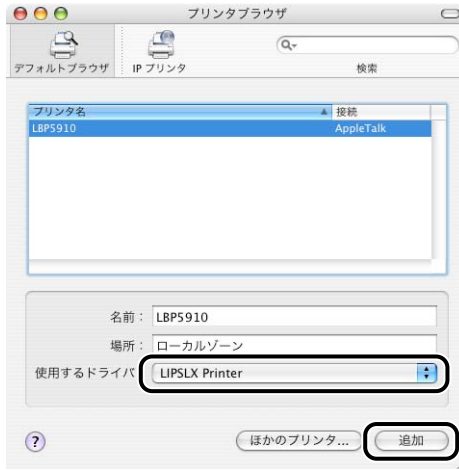 プリンタブラウザ
デフォルトブラウザ IP プリンタ 検索
プリンタ名 接続
LBP5910 AppleTalk
名前： LBP5910
場所： ローカルゾーン
使用するドライバ LIPSLX Printer
? ほかのプリンタ... 追加